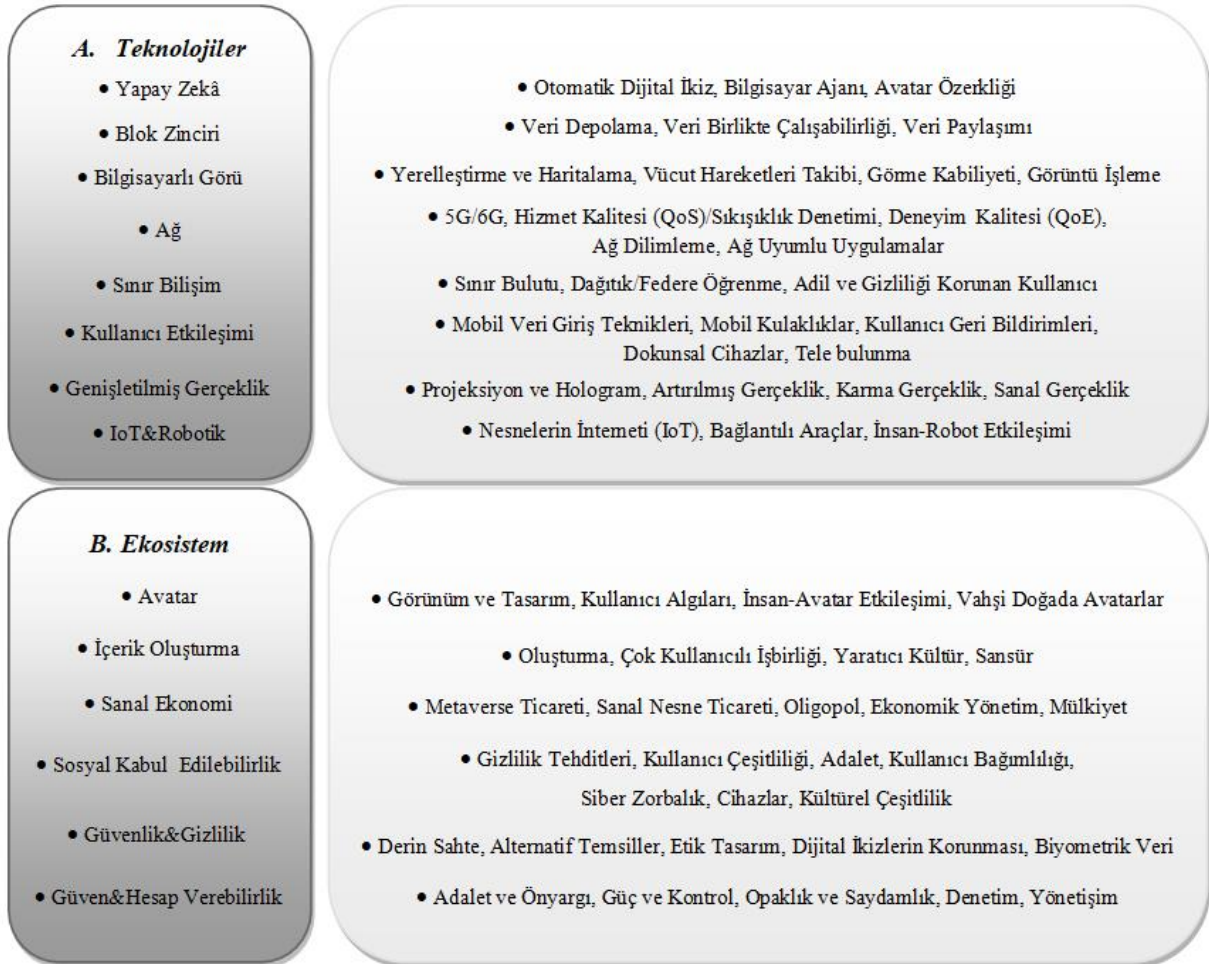 A. Teknolojiler
• Yapay Zekâ
• Otomatik Dijital İkiz, Bilgisayar Ajanı, Avatar Özerkliği
• Blok Zinciri
• Veri Depolama, Veri Birlikte Çalışabilirliği, Veri Paylaşımı
• Bilgisayarlı Görü
• Yerelleştirme ve Haritalama, Vücut Hareketleri Takibi, Görme Kabiliyeti, Görüntü İşleme
• Ağ
• 5G/6G, Hizmet Kalitesi (QoS)/Sıkışıklık Denetimi, Deneyim Kalitesi (QoE),
Ağ Dilimleme, Ağ Uyumlu Uygulamalar
• Sınır Bilişim
• Sınır Bulutu, Dağıtık/Federe Öğrenme, Adil ve Gizliliği Korunan Kullanıcı
• Kullanıcı Etkileşimi
• Mobil Veri Giriş Teknikleri, Mobil Kulaklıklar, Kullanıcı Geri Bildirimleri,
Dokunsal Cihazlar, Tele bulunma
• Genişletilmiş Gerçeklik
• Projeksiyon ve Hologram, Artırılmış Gerçeklik, Karma Gerçeklik, Sanal Gerçeklik
• IoT&Robotik
• Nesnelerin İnterneti (IoT), Bağlantılı Araçlar, İnsan-Robot Etkileşimi
B. Ekosistem
• Avatar
• Görünüm ve Tasarım, Kullanıcı Algıları, İnsan-Avatar Etkileşimi, Vahşi Doğada Avatarlar
• İçerik Oluşturma
• Oluşturma, Çok Kullanıcılı İşbirliği, Yaratıcı Kültür, Sansür
• Sanal Ekonomi
• Metaverse Ticareti, Sanal Nesne Ticareti, Oligopol, Ekonomik Yönetim, Mülkiyet
• Sosyal Kabul Edilebilirlik
• Gizlilik Tehditleri, Kullanıcı Çeşitliliği, Adalet, Kullanıcı Bağımlılığı,
Siber Zorbalık, Cihazlar, Kültürel Çeşitlilik
• Güvenlik&Gizlilik
• Derin Sahte, Alternatif Temsiller, Etik Tasarım, Dijital İkizlerin Korunması, Biyometrik Veri
• Güven&Hesap Verebilirlik
• Adalet ve Önyargı, Güç ve Kontrol, Opaklık ve Saydamlık, Denetim, Yönetişim